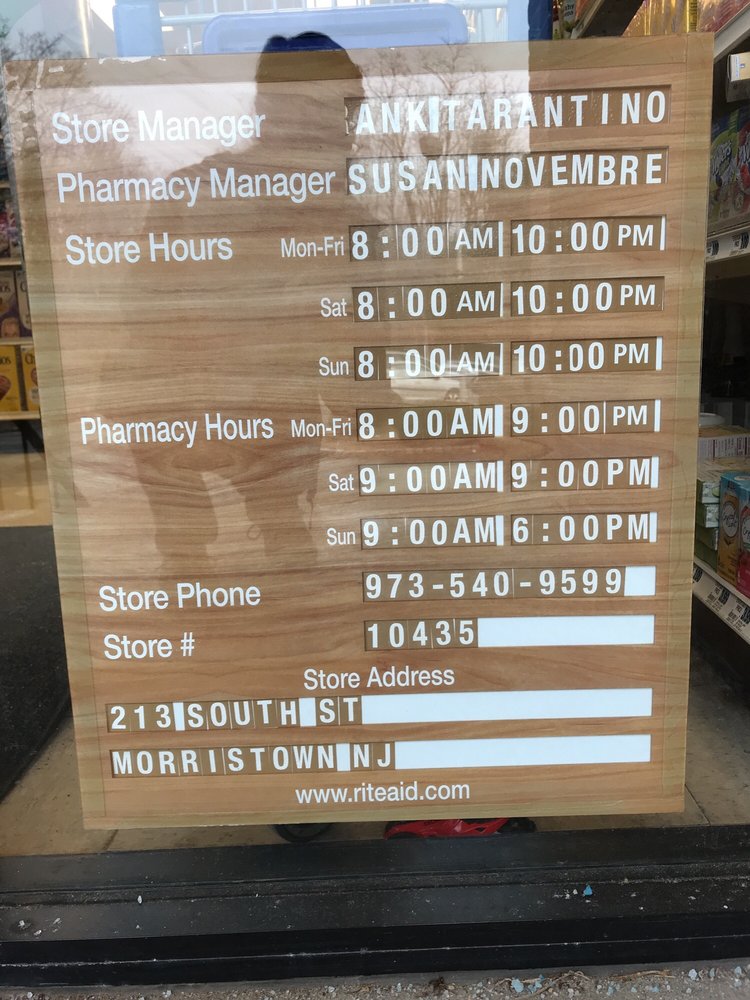 Store Manager ANK TARANTINO
Pharmacy Manager SUSAN NOVEMBRE
Store Hours Mon-Fri 8:00 AM 10:00 PM
Sat 8:00 AM 10:00 PM
Sun 8:00 AM 10:00 PM
Pharmacy Hours Mon-Fri 8:00AM 9:00 PM
Sat 9:00AM 9:00PM
Sun 9:00AM 6:00PM
Store Phone 973-540-9599
Store # 10435
Store Address
213 SOUTH ST
MORRISTOWN NJ
www.riteaid.com